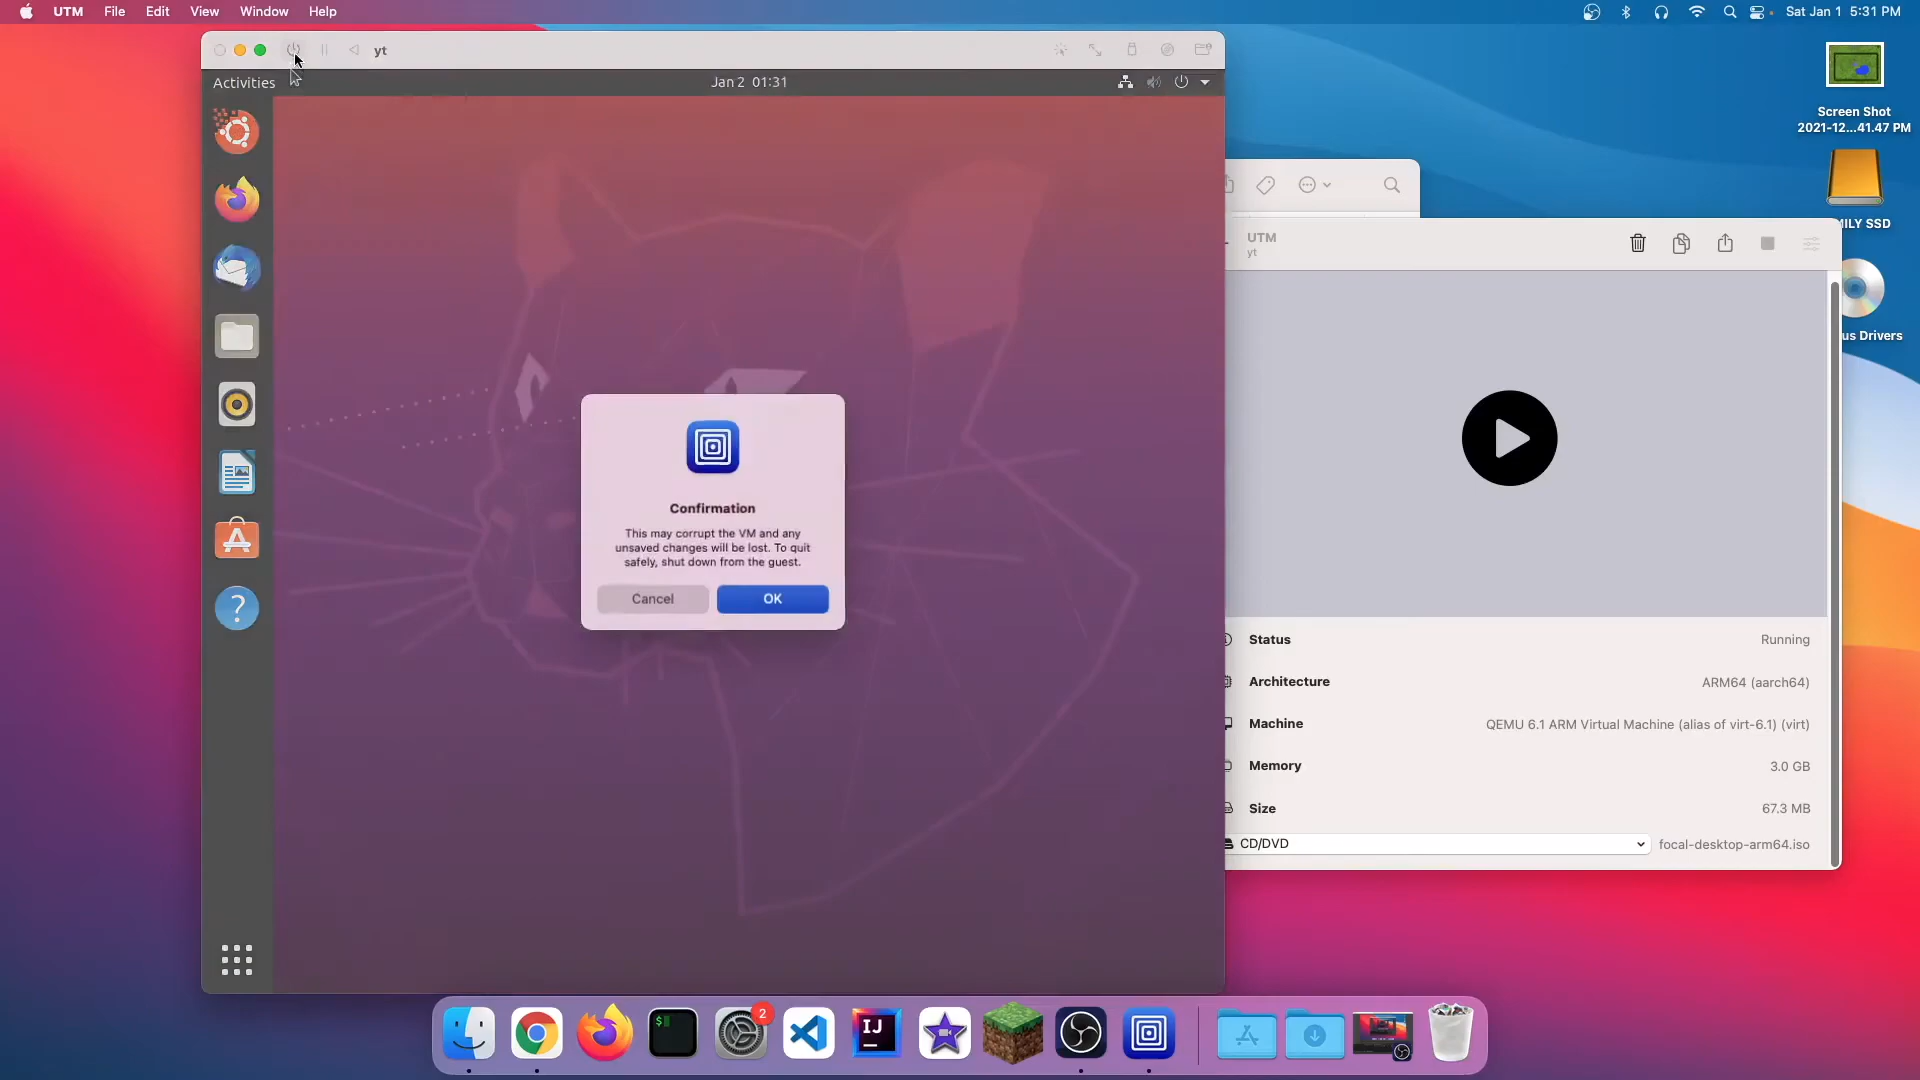 UTM File Edit View Window Help
Sat Jan 1 5:31 PM
yt
Activities
Jan 2 01:31
Screen Shot
2021-12...41.47 PM
UTM
yt
us Drivers
Confirmation
This may corrupt the VM and any
unsaved changes will be lost. To quit
safely, shut down from the guest.
Cancel
OK
Status Running
Architecture ARM64 (aarch64)
Machine QEMU 6.1 ARM Virtual Machine (alias of virt-6.1) (virt)
Memory 3.0 GB
Size 67.3 MB
CD/DVD focal-desktop-arm64.iso
?
$
2
IJ